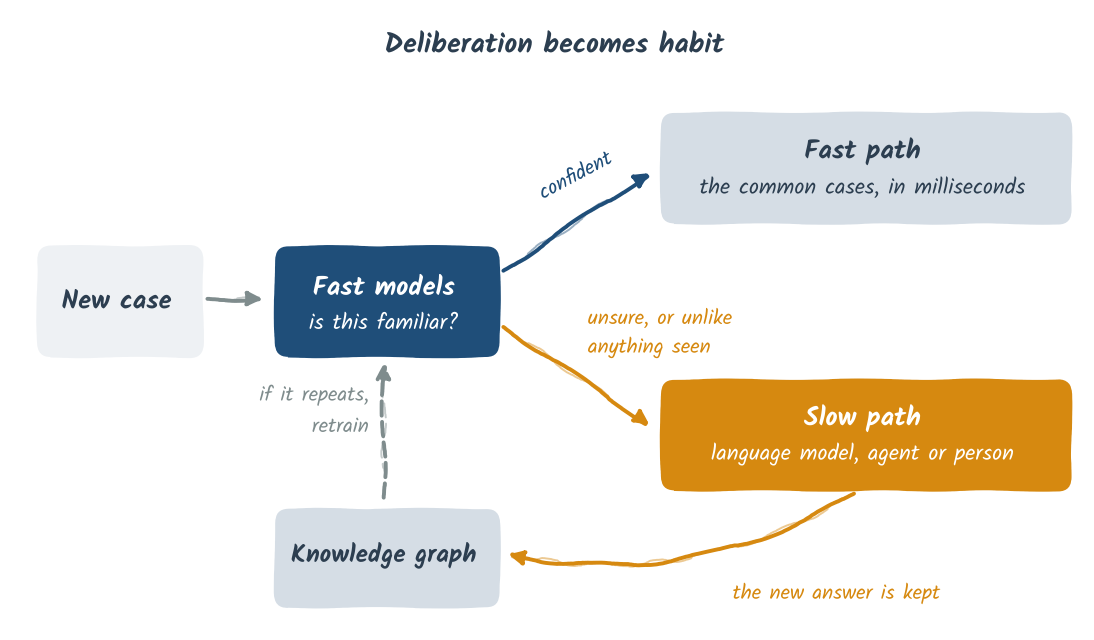 Deliberation becomes habit
confident
Fast path
the common cases, in milliseconds
New case
Fast models
is this familiar?
unsure, or unlike
anything seen
if it repeats,
retrain
Slow path
language model, agent or person
Knowledge graph
the new answer is kept